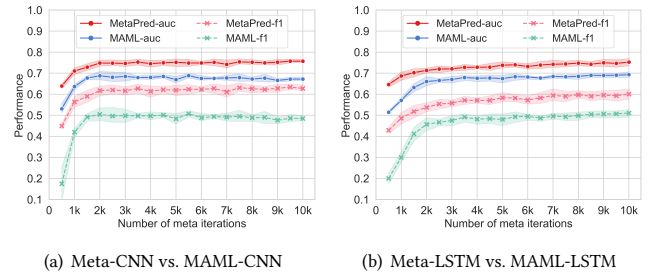 MetaPred-auc
MAML-auc
MetaPred-f1
MAML-f1
Performance
1.0
0.9
0.8
0.7
0.6
0.5
0.4
0.3
0.2
0.1
0k 1k 2k 3k 4k 5k 6k 7k 8k 9k 10k
Number of meta iterations
(a) Meta-CNN vs. MAML-CNN
MetaPred-auc
MAML-auc
MetaPred-f1
MAML-f1
Performance
1.0
0.9
0.8
0.7
0.6
0.5
0.4
0.3
0.2
0.1
0k 1k 2k 3k 4k 5k 6k 7k 8k 9k 10k
Number of meta iterations
(b) Meta-LSTM vs. MAML-LSTM